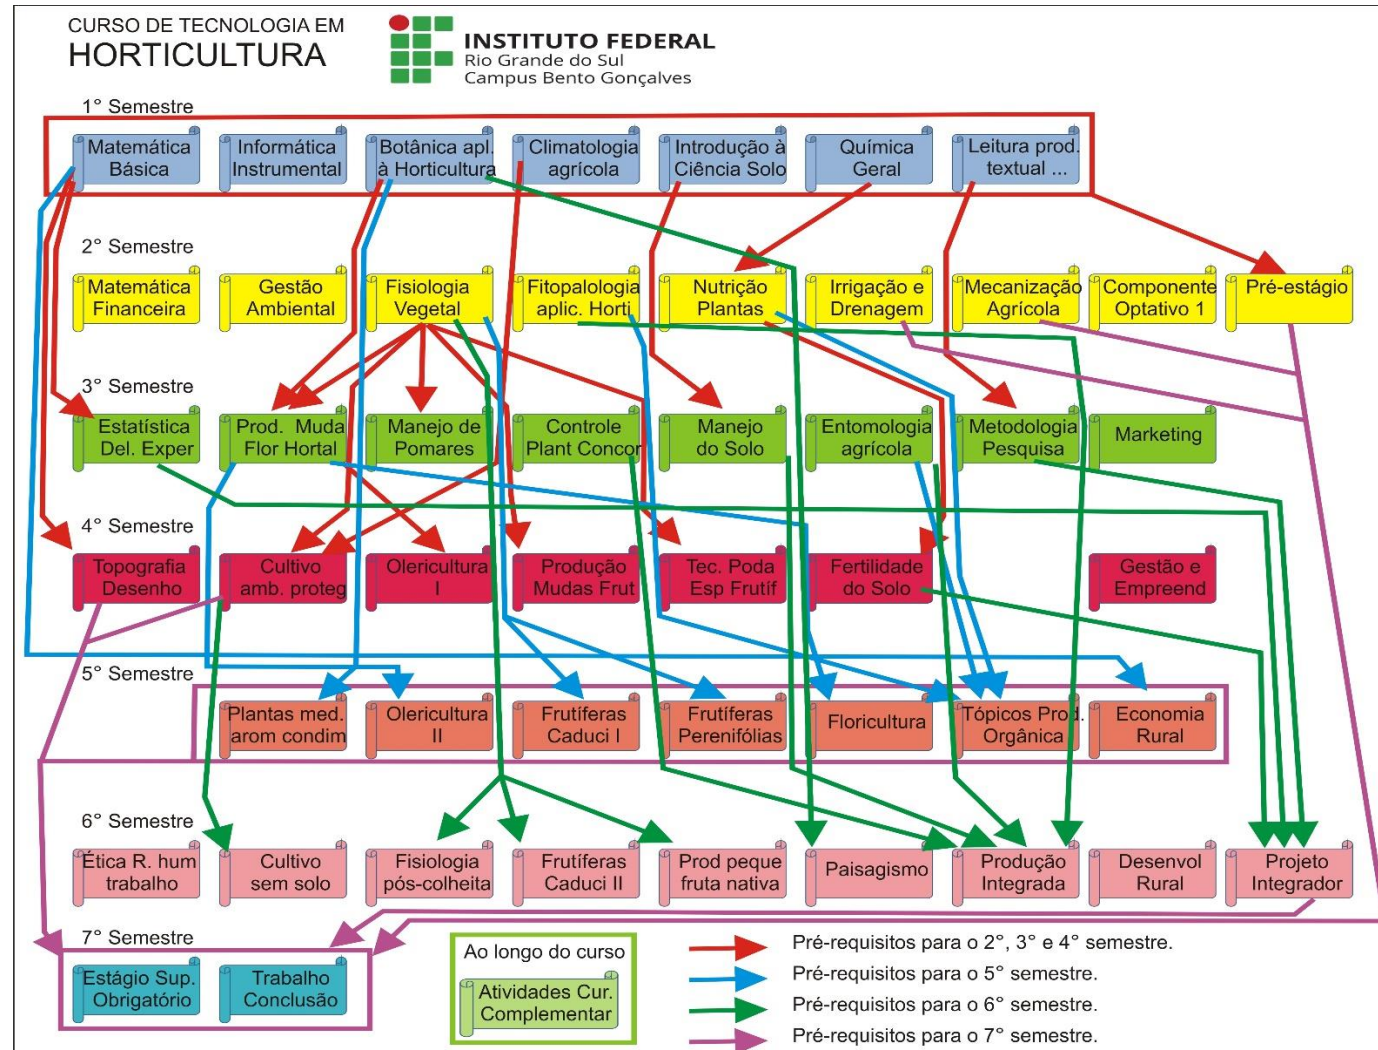 CURSO DE TECNOLOGIA EM
HORTICULTURA
INSTITUTO FEDERAL
Rio Grande do Sul
Campus Bento Gonçalves
1° Semestre
Matemática
Básica
Informática
Instrumental
Botânica apl.
à Horticultura
Climatologia
agrícola
Introdução à
Ciência Solo
Química
Geral
Leitura prod.
textual ...
2° Semestre
Matemática
Financeira
Gestão
Ambiental
Fisiologia
Vegetal
Fitopalologia
aplic. Horti
Nutrição
Plantas
Irrigação e
Drenagem
Mecanização
Agrícola
Componente
Optativo 1
Pré-estágio
3° Semestre
Estatística
Del. Exper
Prod. Muda
Flor Hortal
Manejo de
Pomares
Controle
Plant Concor
Manejo
do Solo
Entomologia
agrícola
Metodologia
Pesquisa
Marketing
4° Semestre
Topografia
Desenho
Cultivo
amb. proteg
Olericultura
I
Produção
Mudas Frut
Tec. Poda
Esp Frutíf
Fertilidade
do Solo
Gestão e
Empreend
5° Semestre
Plantas med.
arom condim
Olericultura
II
Frutíferas
Caduci I
Frutíferas
Perenifólias
Floricultura
Tópicos Prod.
Orgânica
Economia
Rural
6° Semestre
Ética R. hum
trabalho
Cultivo
sem solo
Fisiologia
pós-colheita
Frutíferas
Caduci II
Prod peque
fruta nativa
Paisagismo
Produção
Integrada
Desenvol
Rural
Projeto
Integrador
7° Semestre
Estágio Sup.
Obrigatório
Trabalho
Conclusão
Ao longo do curso
Atividades Cur.
Complementar
Pré-requisitos para o 2°, 3° e 4° semestre.
Pré-requisitos para o 5° semestre.
Pré-requisitos para o 6° semestre.
Pré-requisitos para o 7° semestre.